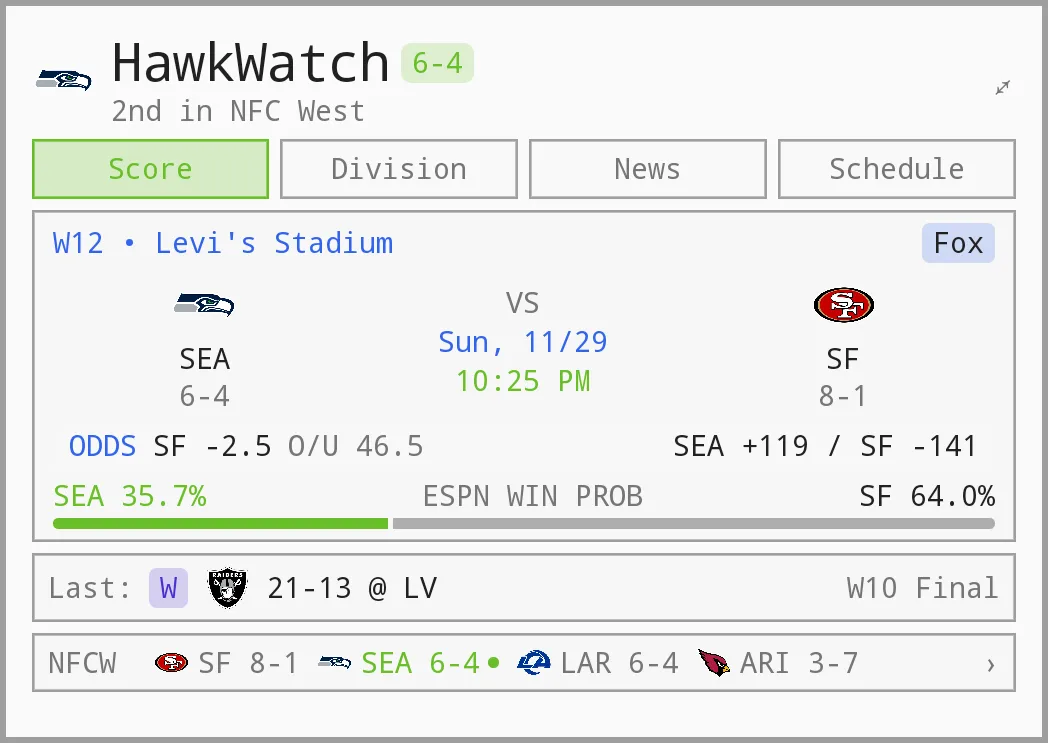 HawkWatch 6-4
2nd in NFC West
Score Division News Schedule
W12 • Levi's Stadium Fox
VS
Sun, 11/29
10:25 PM
SEA SF
6-4 8-1
ODDS SF -2.5 O/U 46.5 SEA +119 / SF -141
SEA 35.7% ESPN WIN PROB SF 64.0%
Last: W RAIDERS 21-13 @ LV W10 Final
NFCW SF 8-1 SEA 6-4 • LAR 6-4 ARI 3-7 ›